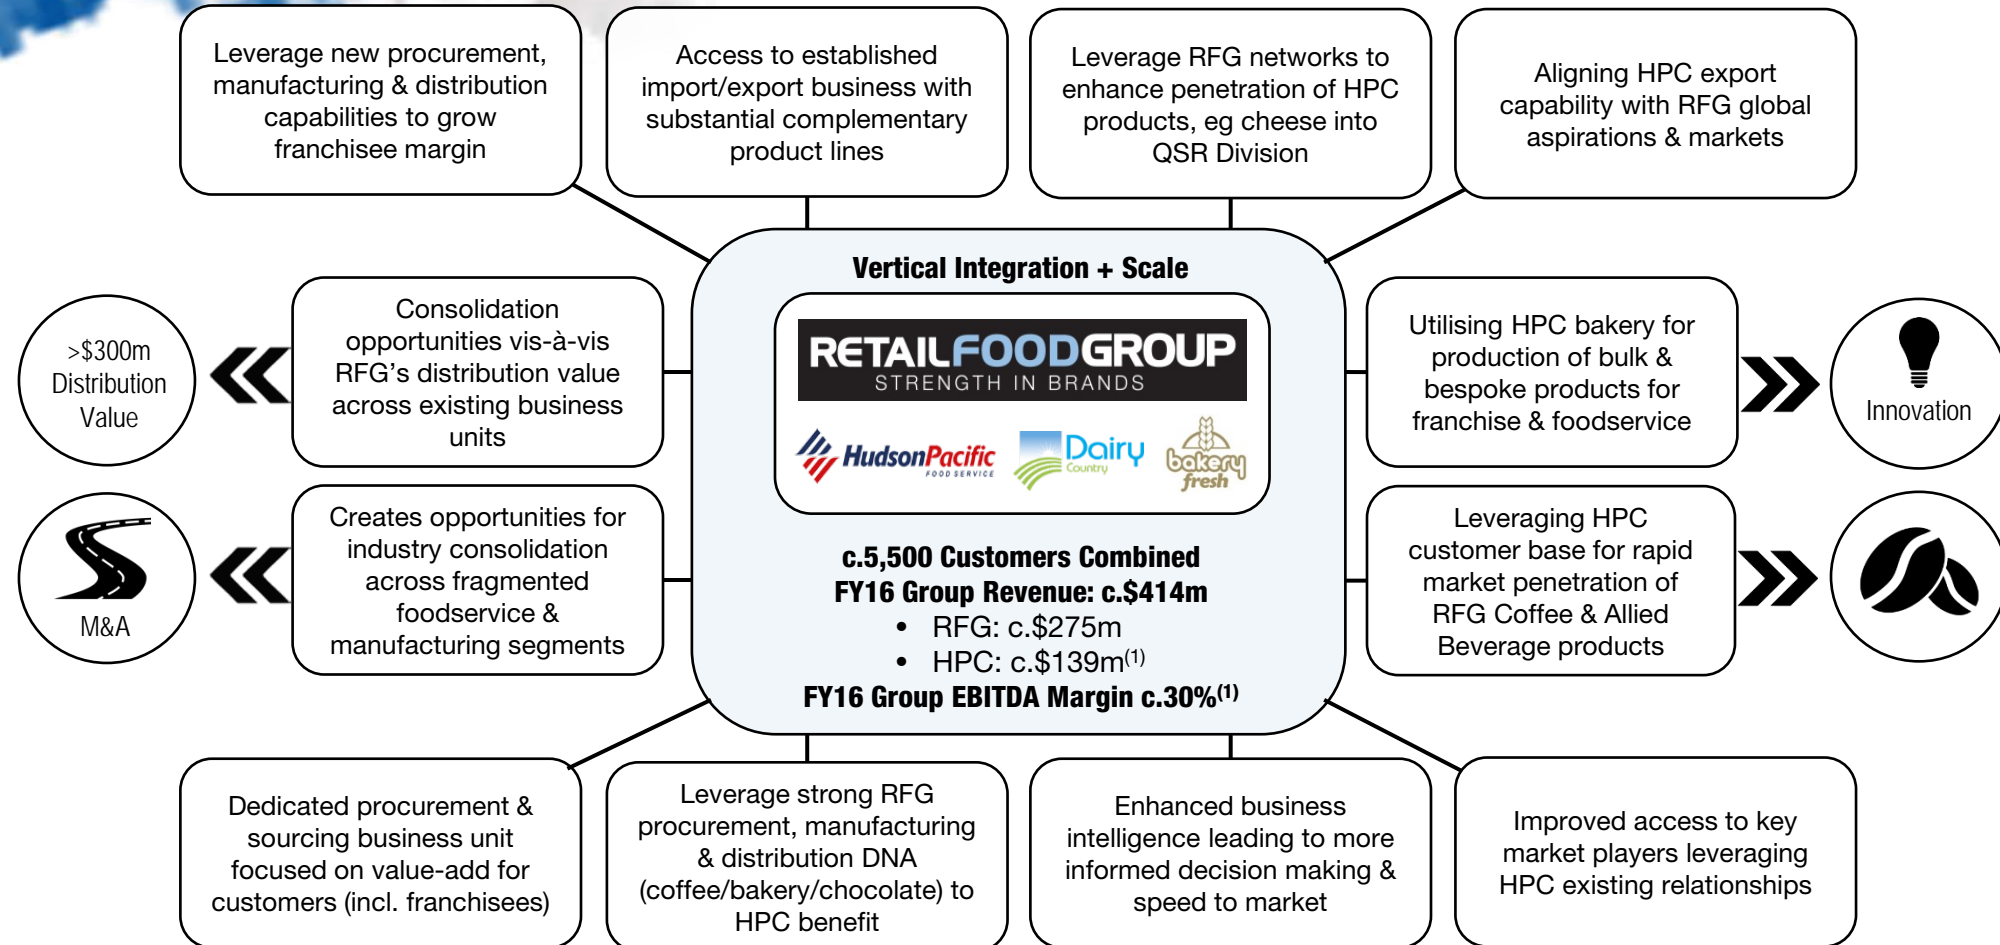 Leverage new procurement,
manufacturing & distribution
capabilities to grow
franchisee margin
Access to established
import/export business with
substantial complementary
product lines
Leverage RFG networks to
enhance penetration of HPC
products, eg cheese into
QSR Division
Aligning HPC export
capability with RFG global
aspirations & markets
>$300m
Distribution
Value
Consolidation
opportunities vis-à-vis
RFG's distribution value
across existing business
units
M&A
Creates opportunities for
industry consolidation
across fragmented
foodservice &
manufacturing segments
Vertical Integration + Scale
RETAILFOODGROUP
STRENGTH IN BRANDS
HudsonPacific
FOOD SERVICE
Dairy
Country
bakery
fresh
c.5,500 Customers Combined
FY16 Group Revenue: c.$414m
• RFG: c.$275m
• HPC: c.$139m(1)
FY16 Group EBITDA Margin c.30%(1)
Utilising HPC bakery for
production of bulk &
bespoke products for
franchise & foodservice
Innovation
Leveraging HPC
customer base for rapid
market penetration of
RFG Coffee & Allied
Beverage products
Dedicated procurement &
sourcing business unit
focused on value-add for
customers (incl. franchisees)
Leverage strong RFG
procurement, manufacturing
& distribution DNA
(coffee/bakery/chocolate) to
HPC benefit
Enhanced business
intelligence leading to more
informed decision making &
speed to market
Improved access to key
market players leveraging
HPC existing relationships